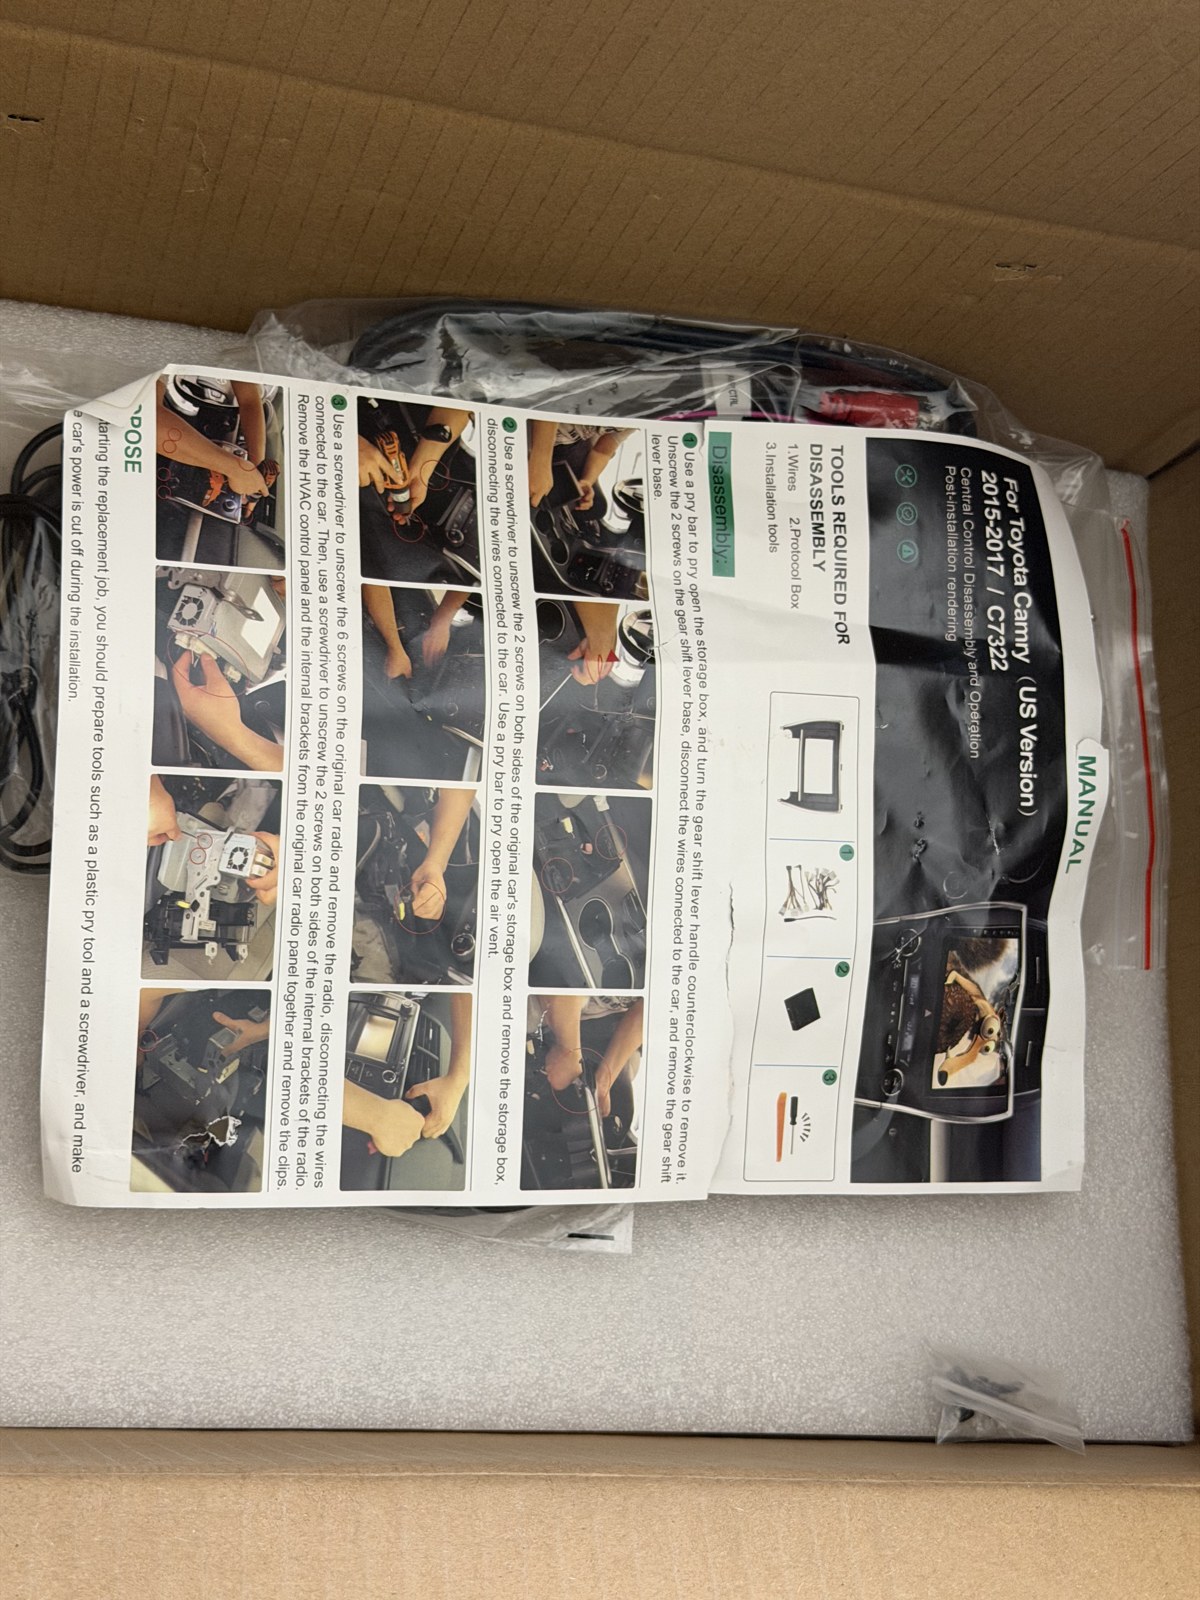 MANUAL
For Toyota Camry (US Version)
2015-2017 / C7322
Central Control Disassembly and Operation
Post-installation rendering
TOOLS REQUIRED FOR
DISASSEMBLY
1.Wires 2.Protocol Box
3.Installation tools
1
2
3
Disassembly:
1 Use a pry bar to pry open the storage box, and turn the gear shift lever handle counterclockwise to remove it.
Unscrew the 2 screws on the gear shift lever base, disconnect the wires connected to the car, and remove the gear shift
lever base.
2 Use a screwdriver to unscrew the 2 screws on both sides of the original car's storage box and remove the storage box,
disconnecting the wires connected to the car. Use a pry bar to pry open the air vent.
3 Use a screwdriver to unscrew the 6 screws on the original car radio and remove the radio, disconnecting the wires
connected to the car. Then, use a screwdriver to unscrew the 2 screws on both sides of the internal brackets of the radio.
Remove the HVAC control panel and the internal brackets from the original car radio panel together amd remove the clips.
POSE
tarting the replacement job, you should prepare tools such as a plastic pry tool and a screwdriver, and make
e car's power is cut off during the installation.
CTRL